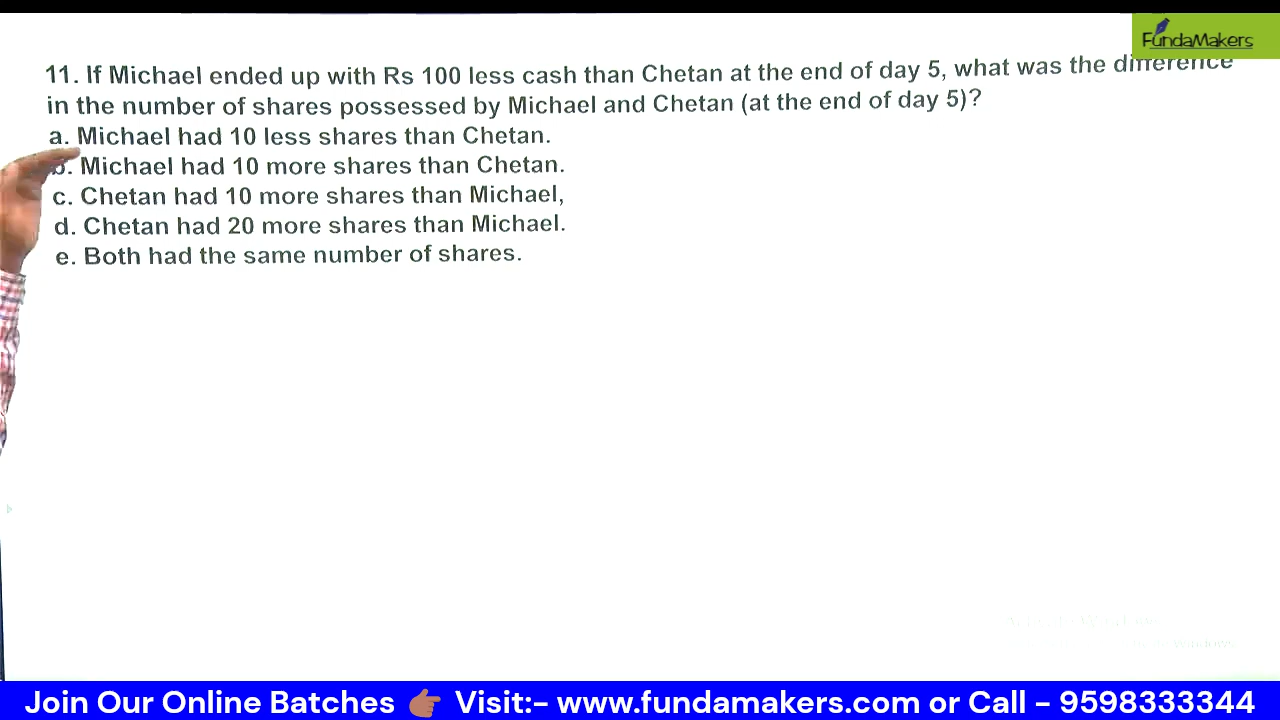 FundaMakers
11. If Michael ended up with Rs 100 less cash than Chetan at the end of day 5, what was the difference
in the number of shares possessed by Michael and Chetan (at the end of day 5)?
a. Michael had 10 less shares than Chetan.
b. Michael had 10 more shares than Chetan.
c. Chetan had 10 more shares than Michael,
d. Chetan had 20 more shares than Michael.
e. Both had the same number of shares.
Join Our Online Batches 👉🏽 Visit:- www.fundamakers.com or Call - 9598333344